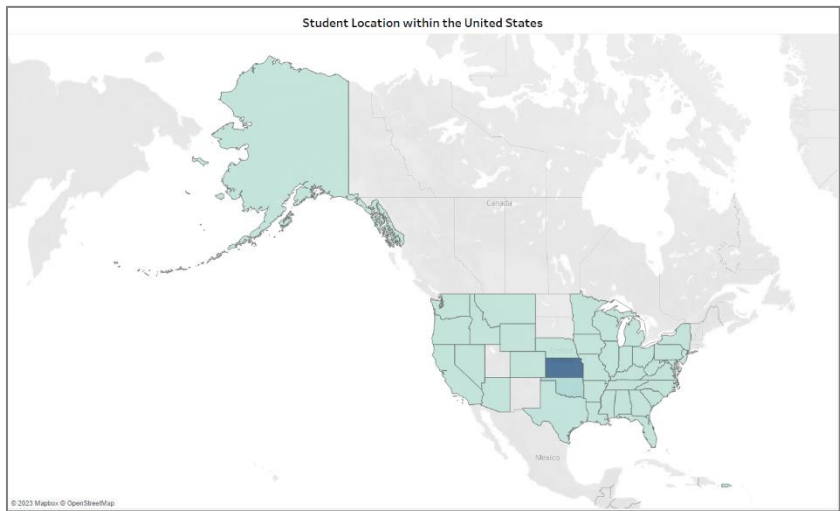 Student Location within the United States
Canada
Mexico
© 2023 Mapbox © OpenStreetMap